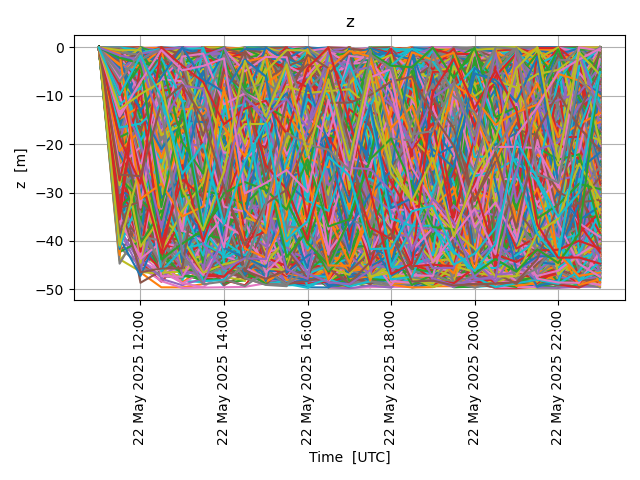 z
0
−10
−20
−30
−40
−50
z [m]
22 May 2025 12:00
22 May 2025 14:00
22 May 2025 16:00
22 May 2025 18:00
22 May 2025 20:00
22 May 2025 22:00
Time [UTC]